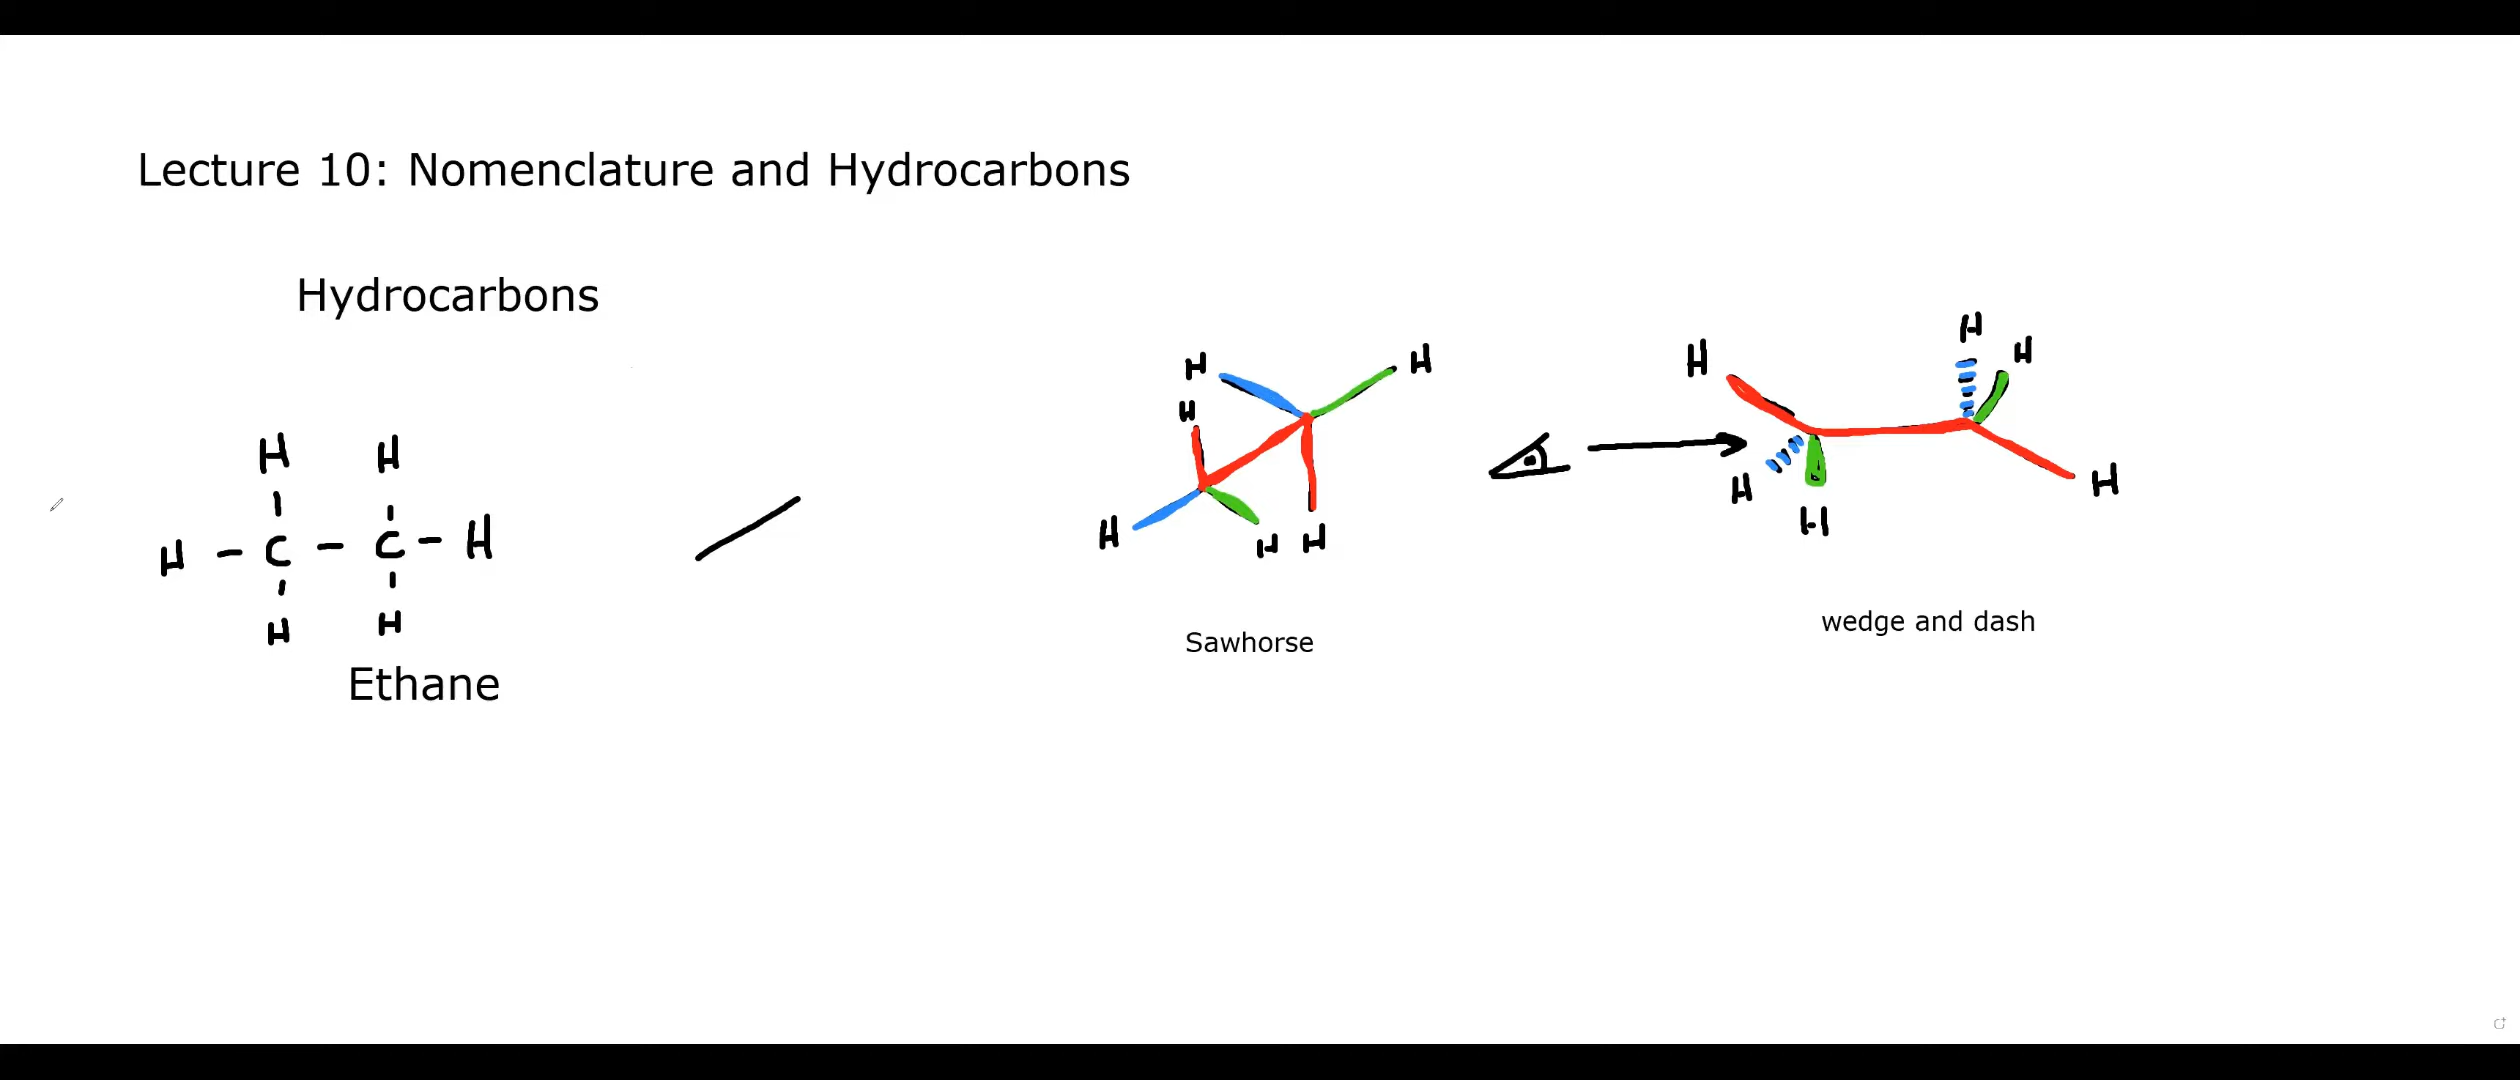 Lecture 10: Nomenclature and Hydrocarbons
Hydrocarbons
H H
H - C - C - H
H H
Ethane
H H
H
H H H
Sawhorse
H H H
H H H
wedge and dash